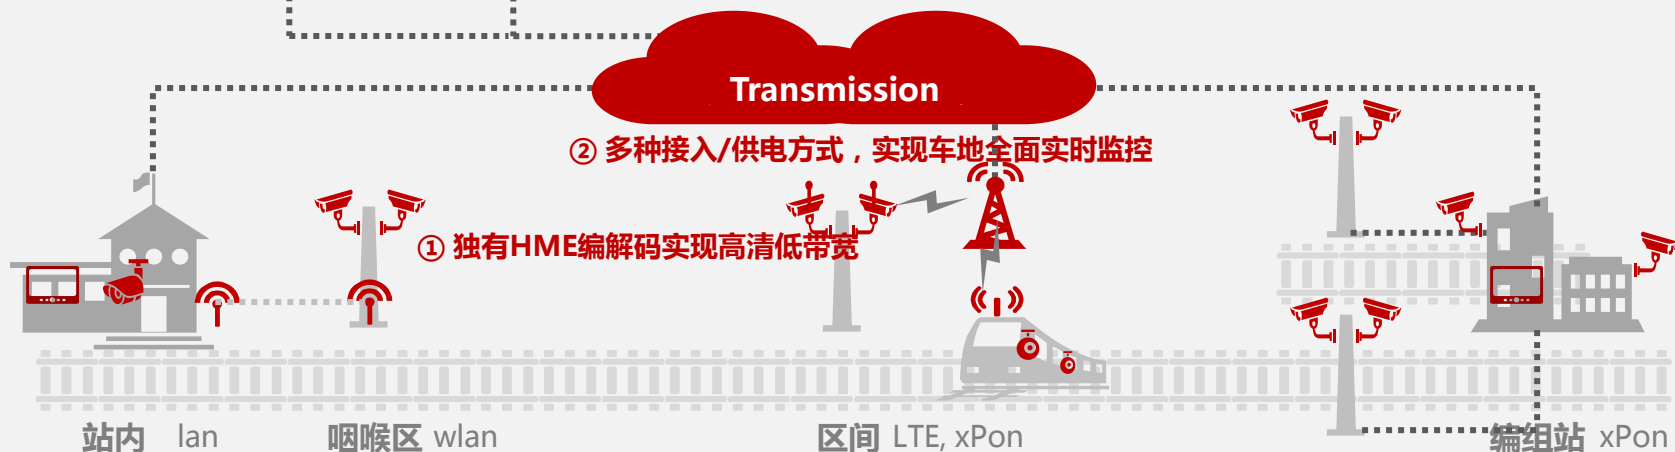 Transmission
② 多种接入/供电方式，实现车地全面实时监控
① 独有HME编解码实现高清低带宽
站内 lan
咽喉区 wlan
区间 LTE, xPon
编组站 xPon